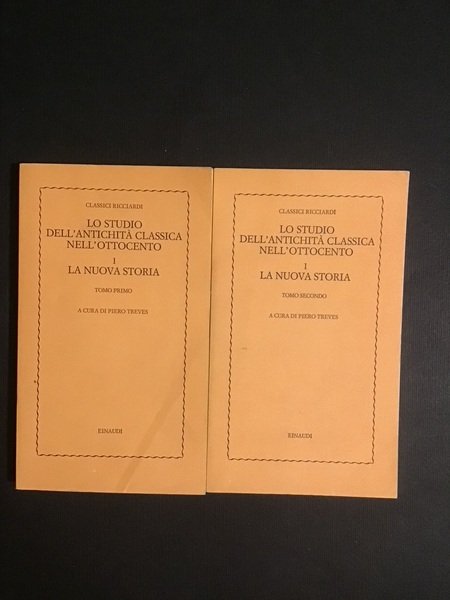 CLASSICI RICCIARDI
LO STUDIO
DELL'ANTICHITÀ CLASSICA
NELL'OTTOCENTO
I
LA NUOVA STORIA
TOMO PRIMO
A CURA DI PIERO TREVES
EINAUDI
CLASSICI RICCIARDI
LO STUDIO
DELL'ANTICHITÀ CLASSICA
NELL'OTTOCENTO
I
LA NUOVA STORIA
TOMO SECONDO
A CURA DI PIERO TREVES
EINAUDI